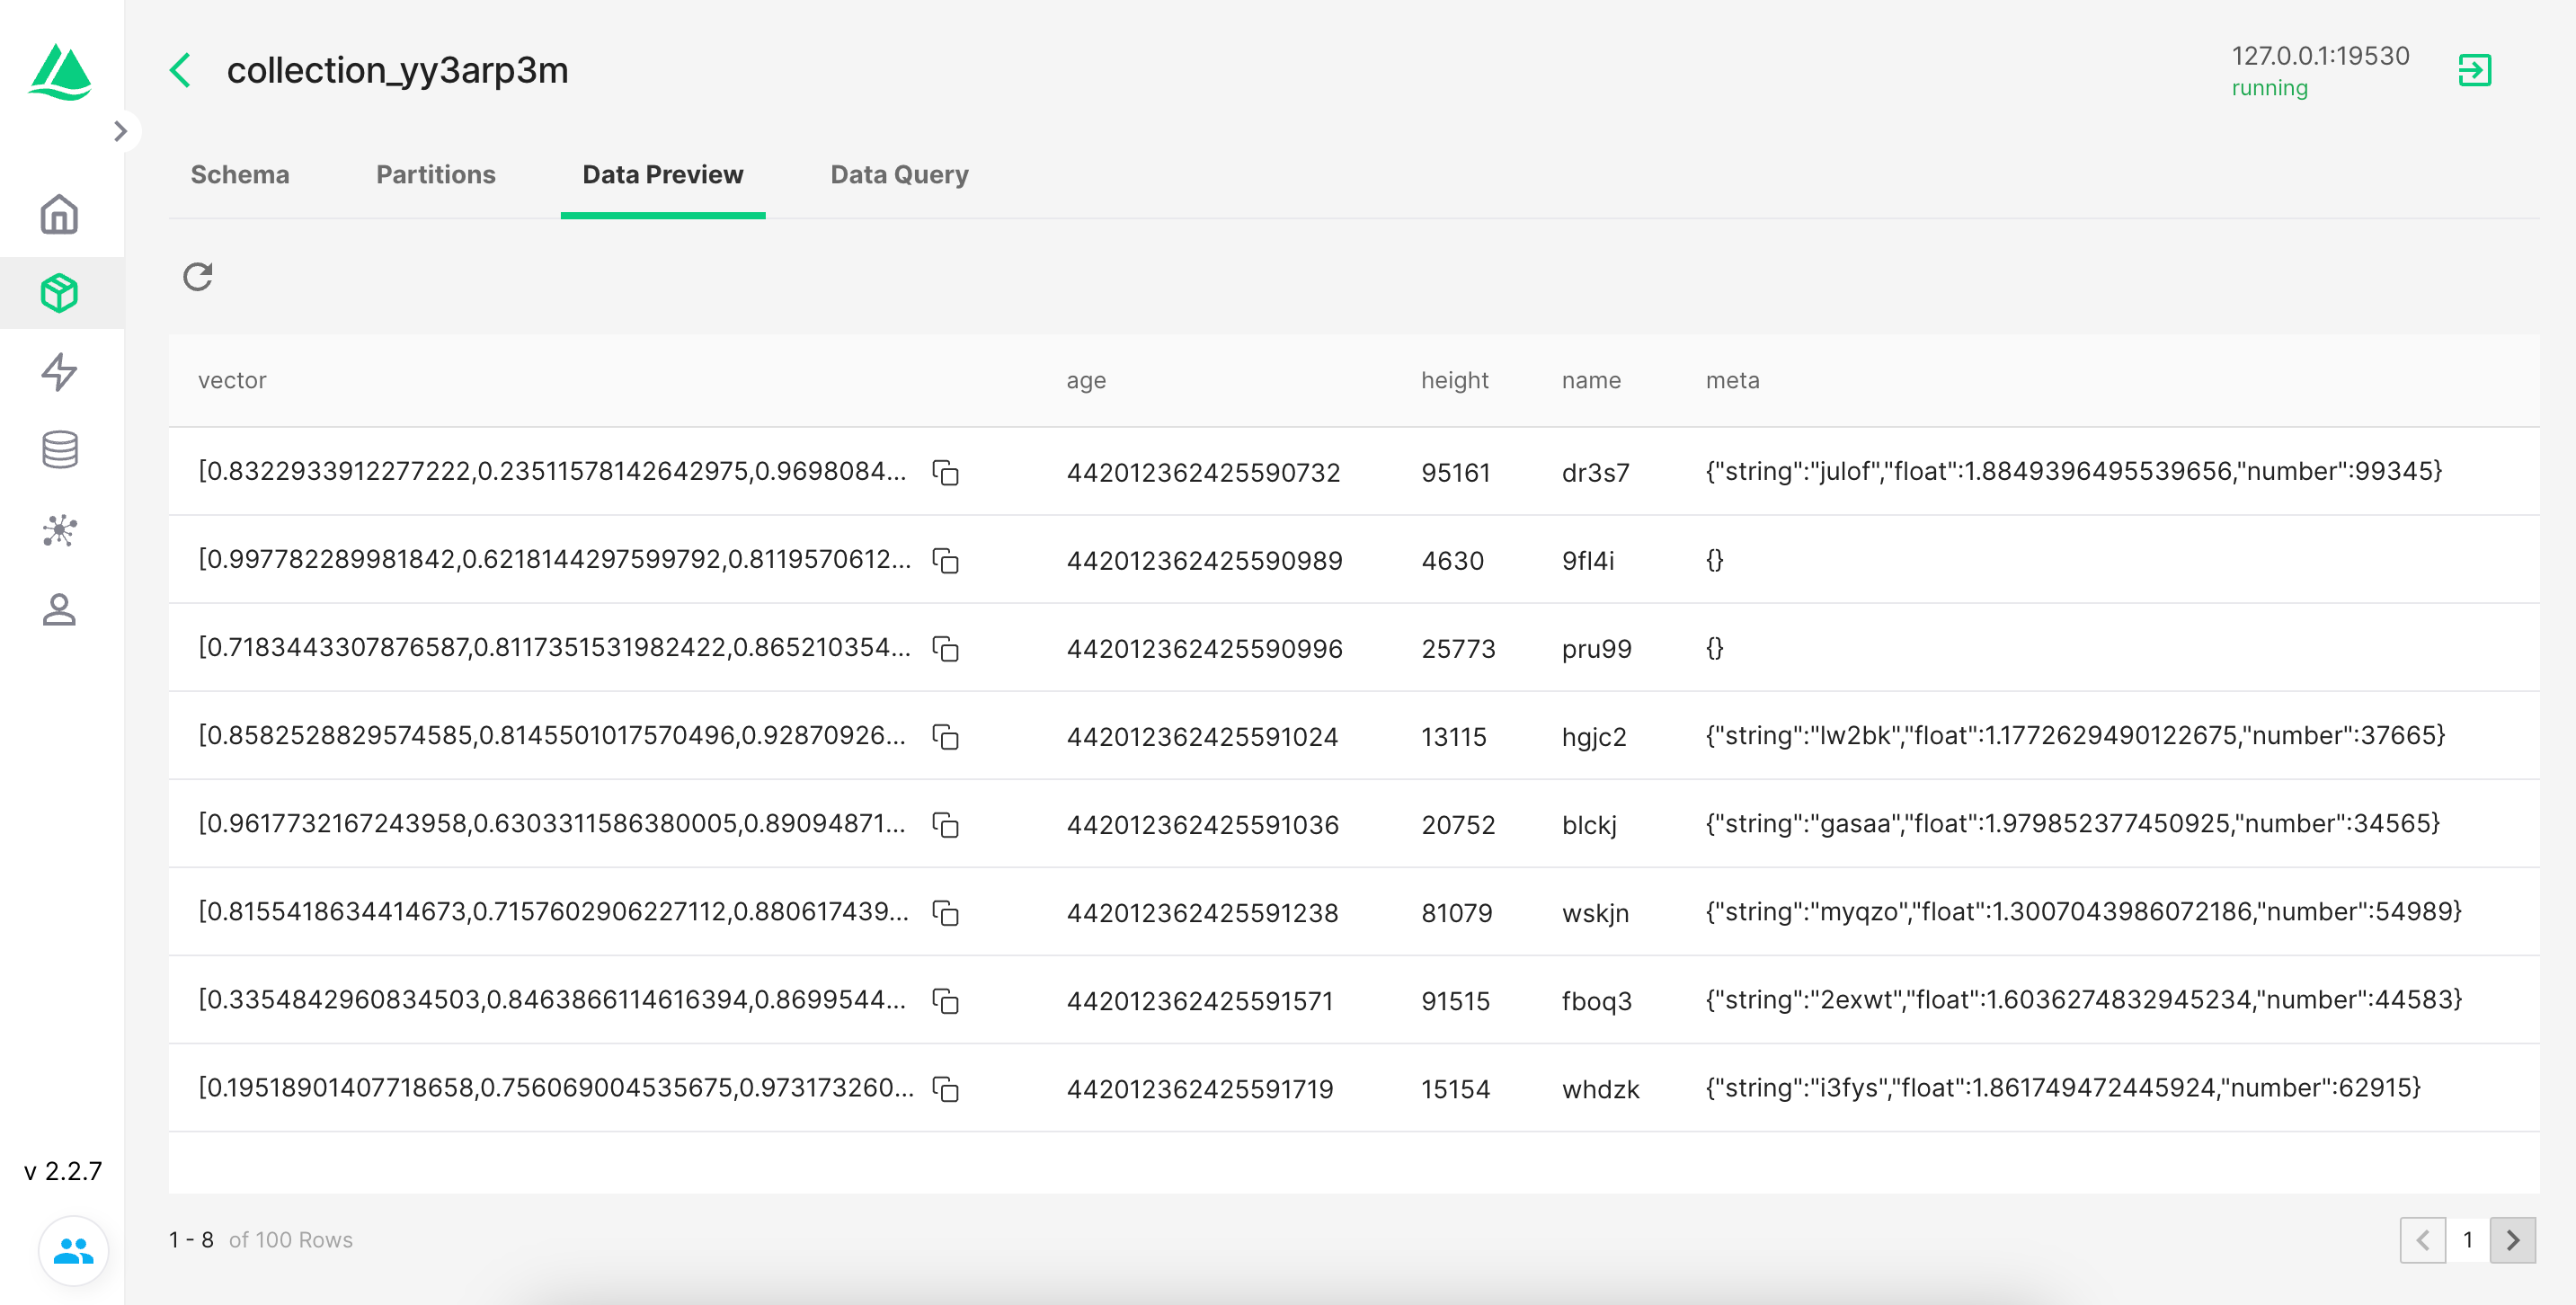 collection_yy3arp3m
127.0.0.1:19530
running
Schema Partitions Data Preview Data Query
vector age height name meta
[0.8322933912277222,0.23511578142642975,0.9698084... 442012362425590732 95161 dr3s7 {"string":"julof","float":1.8849396495539656,"number":99345}
[0.997782289981842,0.6218144297599792,0.8119570612... 442012362425590989 4630 9fl4i {}
[0.7183443307876587,0.8117351531982422,0.865210354... 442012362425590996 25773 pru99 {}
[0.8582528829574585,0.8145501017570496,0.92870926... 442012362425591024 13115 hgjc2 {"string":"lw2bk","float":1.1772629490122675,"number":37665}
[0.9617732167243958,0.6303311586380005,0.89094871... 442012362425591036 20752 blckj {"string":"gasaa","float":1.979852377450925,"number":34565}
[0.8155418634414673,0.7157602906227112,0.880617439... 442012362425591238 81079 wskjn {"string":"myqzo","float":1.3007043986072186,"number":54989}
[0.3354842960834503,0.8463866114616394,0.8699544... 442012362425591571 91515 fboq3 {"string":"2exwt","float":1.6036274832945234,"number":44583}
[0.19518901407718658,0.756069004535675,0.973173260... 442012362425591719 15154 whdzk {"string":"i3fys","float":1.861749472445924,"number":62915}
v 2.2.7
1 - 8 of 100 Rows
1